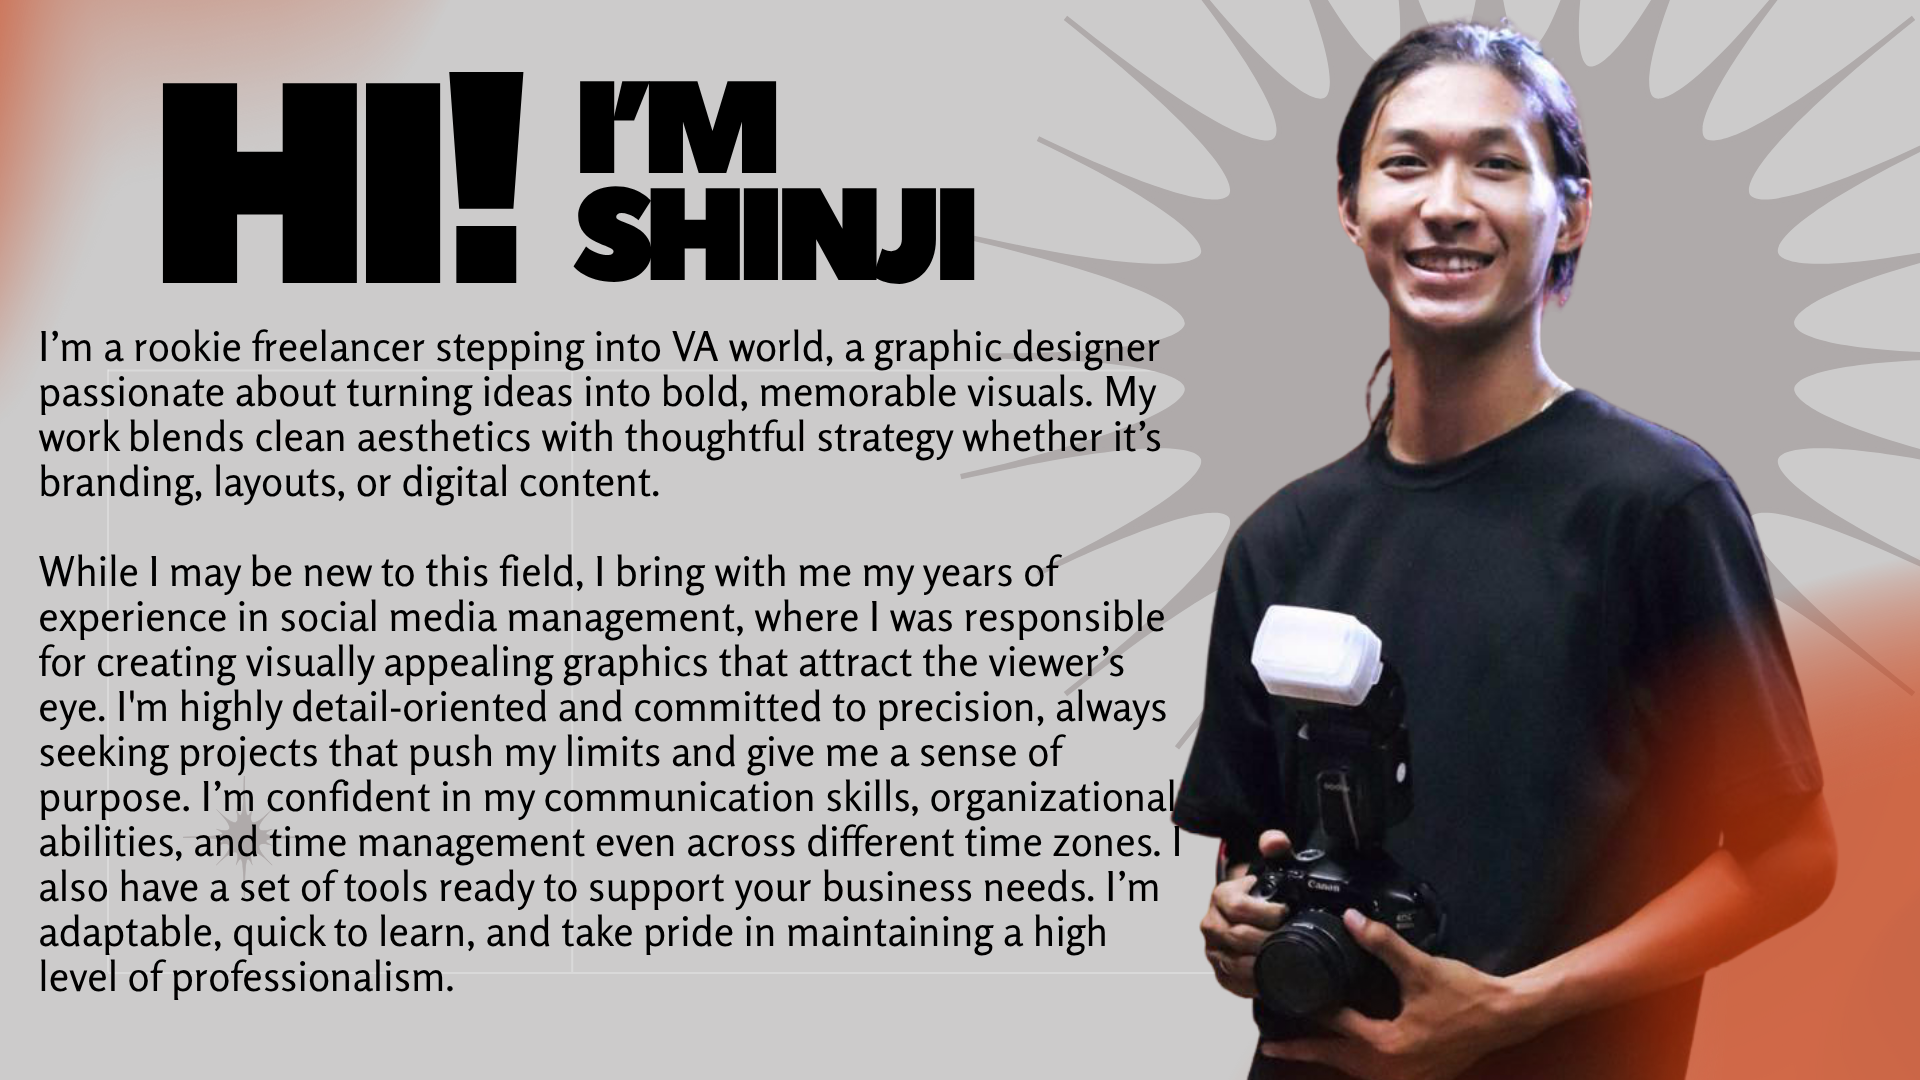 HI! I'M
SHINJI
I’m a rookie freelancer stepping into VA world, a graphic designer
passionate about turning ideas into bold, memorable visuals. My
work blends clean aesthetics with thoughtful strategy whether it’s
branding, layouts, or digital content.
While I may be new to this field, I bring with me my years of
experience in social media management, where I was responsible
for creating visually appealing graphics that attract the viewer’s
eye. I'm highly detail-oriented and committed to precision, always
seeking projects that push my limits and give me a sense of
purpose. I’m confident in my communication skills, organizational
abilities, and time management even across different time zones. I
also have a set of tools ready to support your business needs. I’m
adaptable, quick to learn, and take pride in maintaining a high
level of professionalism.
Canon